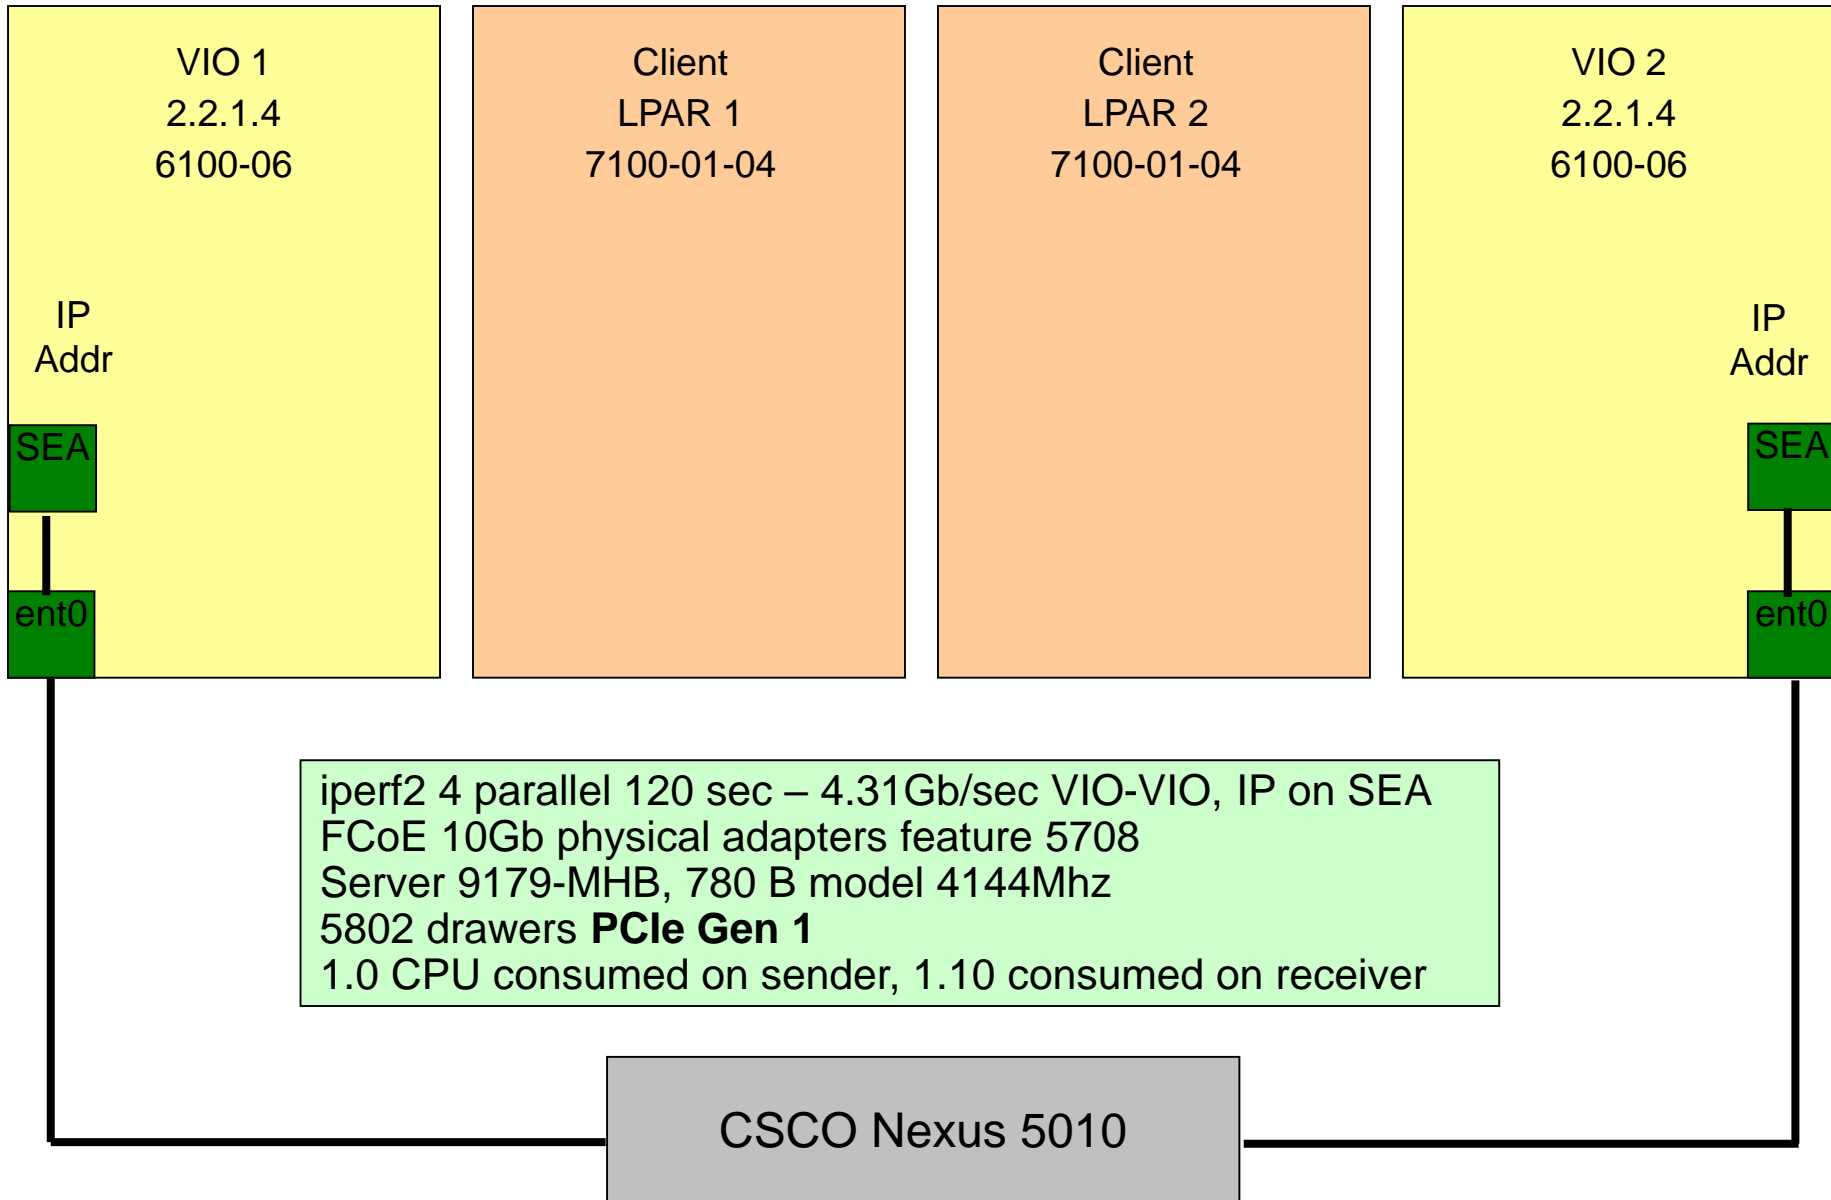 VIO 1
2.2.1.4
6100-06
Client
LPAR 1
7100-01-04
Client
LPAR 2
7100-01-04
VIO 2
2.2.1.4
6100-06
IP
Addr
SEA
ent0
IP
Addr
SEA
ent0
iperf2 4 parallel 120 sec – 4.31Gb/sec VIO-VIO, IP on SEA
FCoE 10Gb physical adapters feature 5708
Server 9179-MHB, 780 B model 4144Mhz
5802 drawers PCIe Gen 1
1.0 CPU consumed on sender, 1.10 consumed on receiver
CSCO Nexus 5010